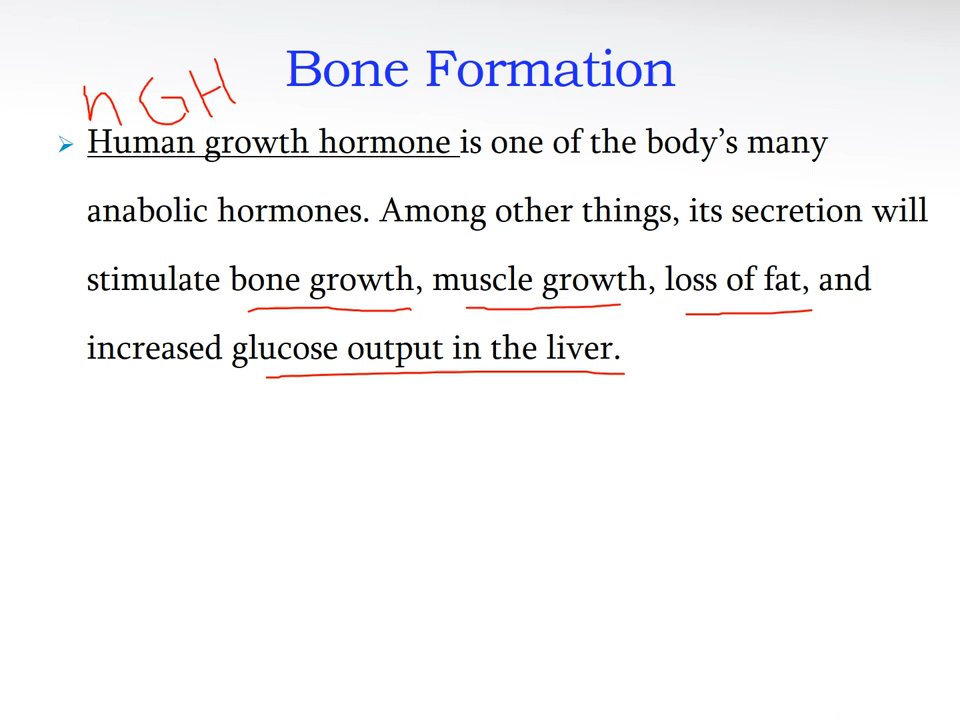 Bone Formation
hGH
Human growth hormone is one of the body’s many
anabolic hormones. Among other things, its secretion will
stimulate bone growth, muscle growth, loss of fat, and
increased glucose output in the liver.